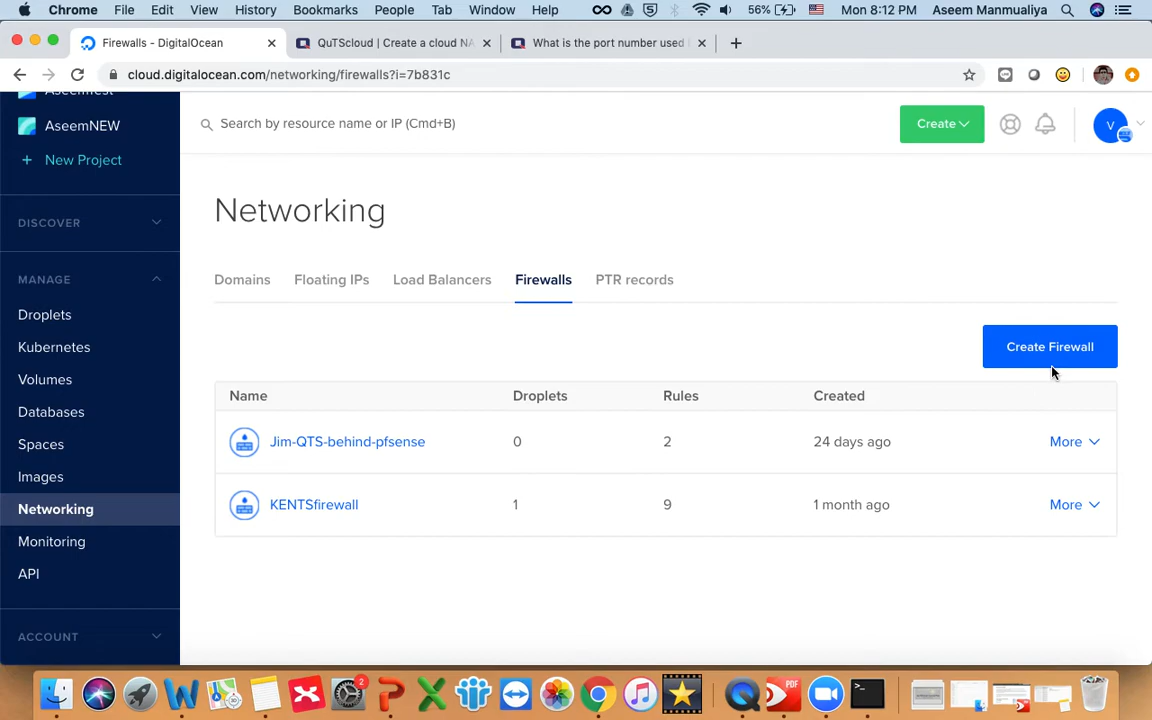 Chrome File Edit View History Bookmarks People Tab Window Help 56% Mon 8:12 PM Aseem Manmualiya
Firewalls - DigitalOcean
QuTScloud | Create a cloud NA
What is the port number used
cloud.digitalocean.com/networking/firewalls?i=7b831c
AseemTest
AseemNEW
+ New Project
DISCOVER
MANAGE
Droplets
Kubernetes
Volumes
Databases
Spaces
Images
Networking
Monitoring
API
ACCOUNT
Search by resource name or IP (Cmd+B)
Create
V
Networking
Domains Floating IPs Load Balancers Firewalls PTR records
Create Firewall
Name Droplets Rules Created
Jim-QTS-behind-pfsense 0 2 24 days ago More
KENTSfirewall 1 9 1 month ago More
2
PDF